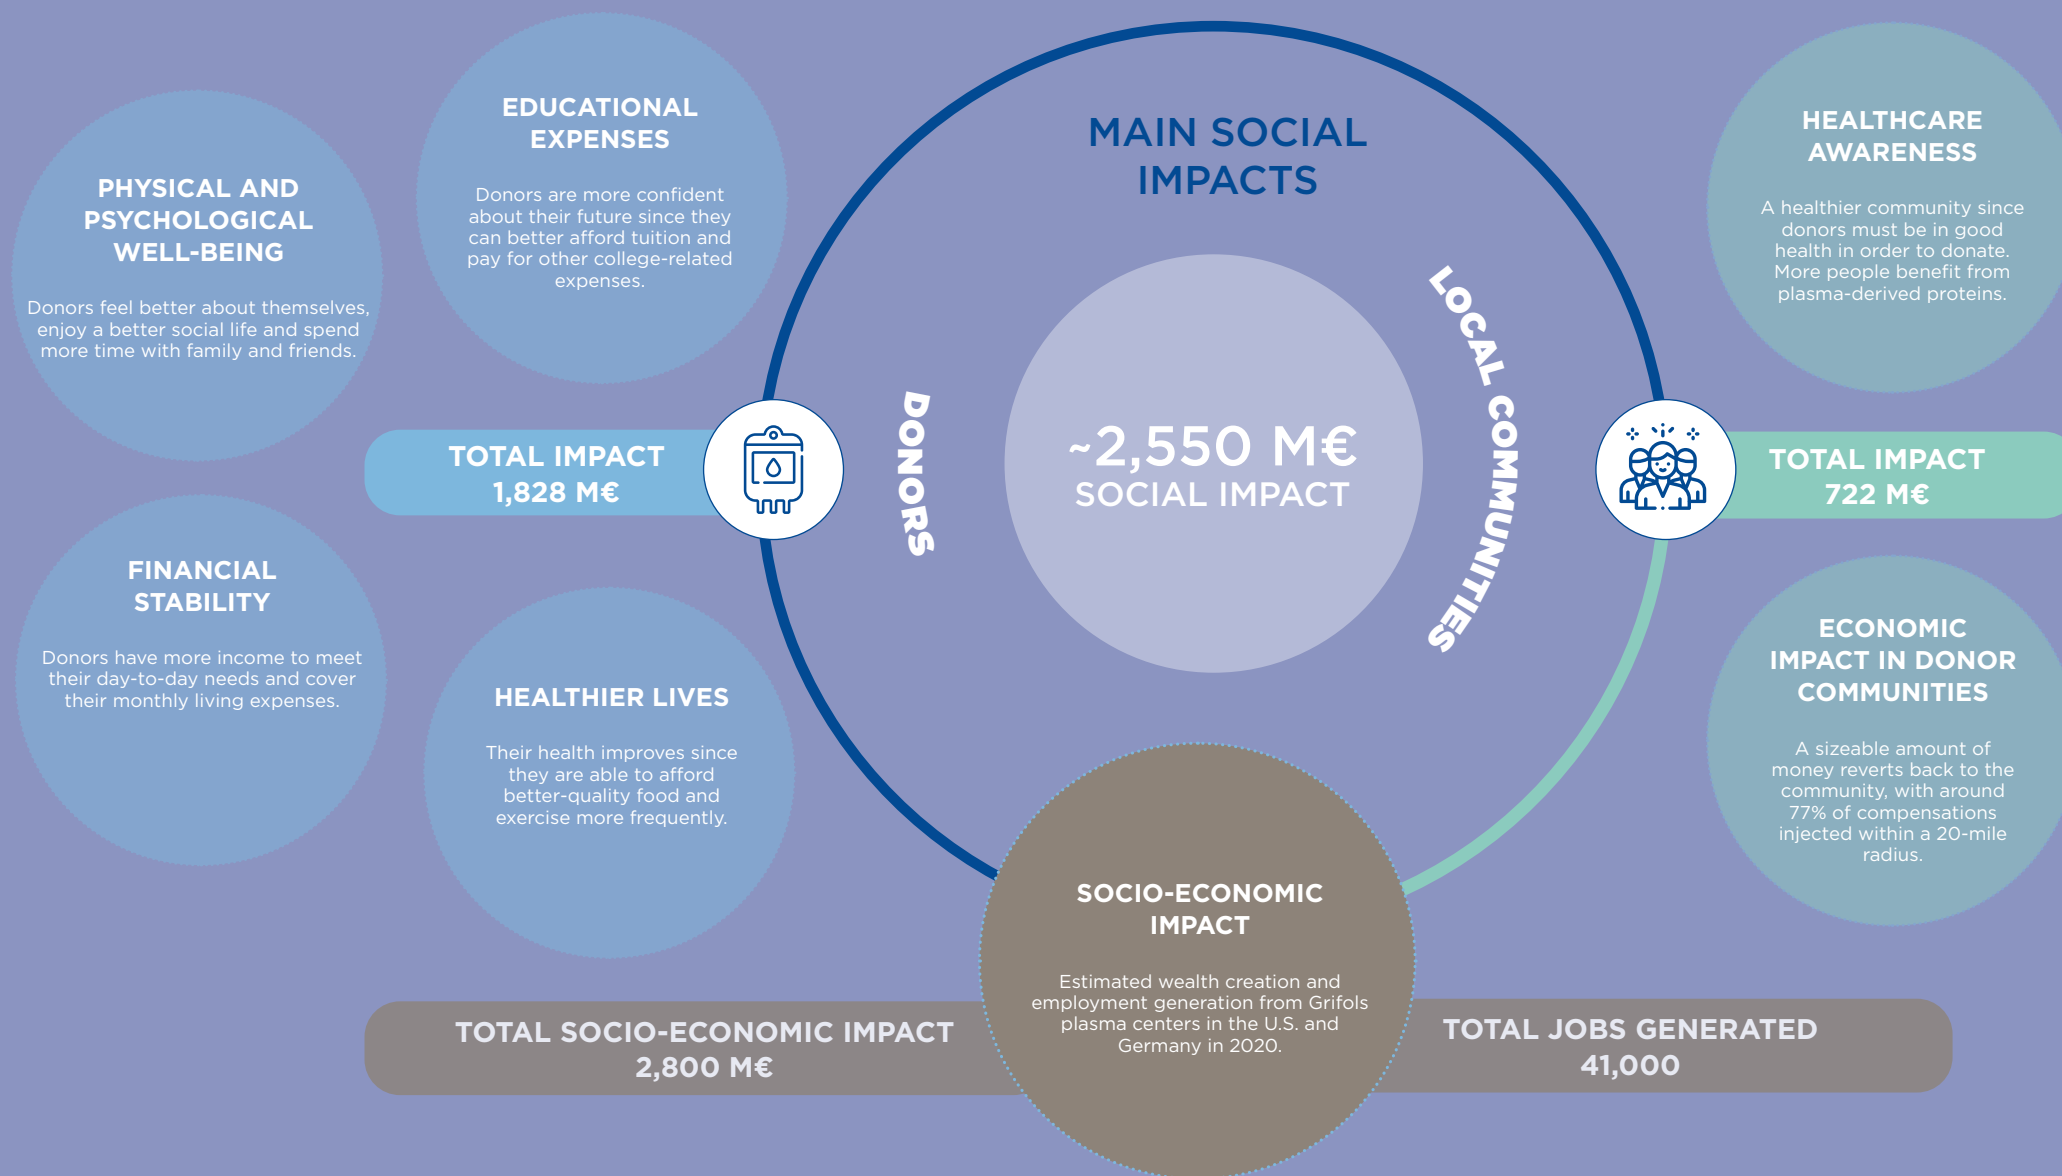 PHYSICAL AND
PSYCHOLOGICAL
WELL-BEING
Donors feel better about themselves,
enjoy a better social life and spend
more time with family and friends.
EDUCATIONAL
EXPENSES
Donors are more confident
about their future since they
can better afford tuition and
pay for other college-related
expenses.
TOTAL IMPACT
1,828 M€
FINANCIAL
STABILITY
Donors have more income to meet
their day-to-day needs and cover
their monthly living expenses.
HEALTHIER LIVES
Their health improves since
they are able to afford
better-quality food and
exercise more frequently.
MAIN SOCIAL
IMPACTS
DONORS
~2,550 M€
SOCIAL IMPACT
LOCAL COMMUNITIES
HEALTHCARE
AWARENESS
A healthier community since
donors must be in good
health in order to donate.
More people benefit from
plasma-derived proteins.
TOTAL IMPACT
722 M€
ECONOMIC
IMPACT IN DONOR
COMMUNITIES
A sizeable amount of
money reverts back to the
community, with around
77% of compensations
injected within a 20-mile
radius.
SOCIO-ECONOMIC
IMPACT
Estimated wealth creation and
employment generation from Grifols
plasma centers in the U.S. and
Germany in 2020.
TOTAL SOCIO-ECONOMIC IMPACT
2,800 M€
TOTAL JOBS GENERATED
41,000